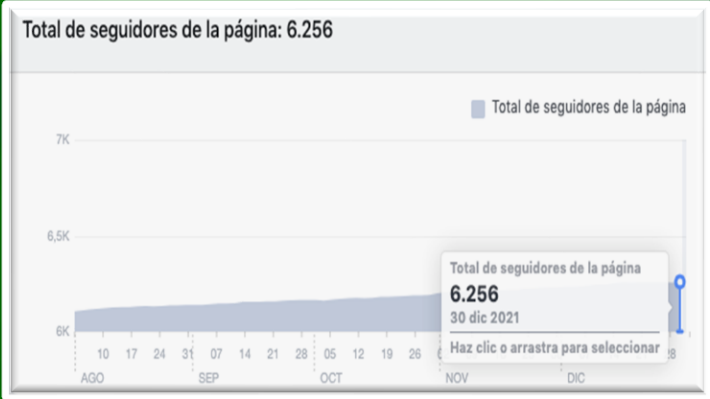 Total de seguidores de la página: 6.256
Total de seguidores de la página
7K
6,5K
6K
Total de seguidores de la página
6.256
30 dic 2021
Haz clic o arrastra para seleccionar
10 17 24 31 07 14 21 28 05 12 19 26 28
AGO SEP OCT NOV DIC